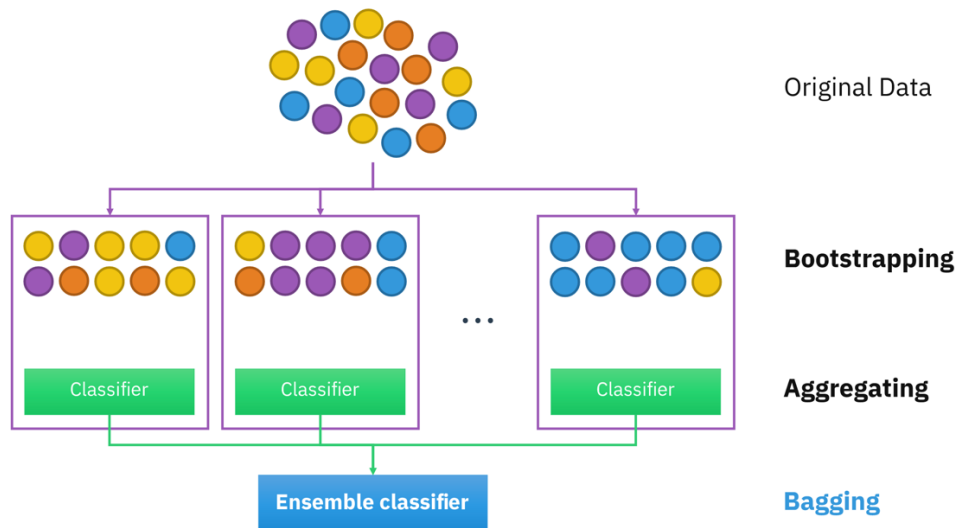 Original Data
Bootstrapping
...
Classifier
Classifier
Classifier
Aggregating
Ensemble classifier
Bagging